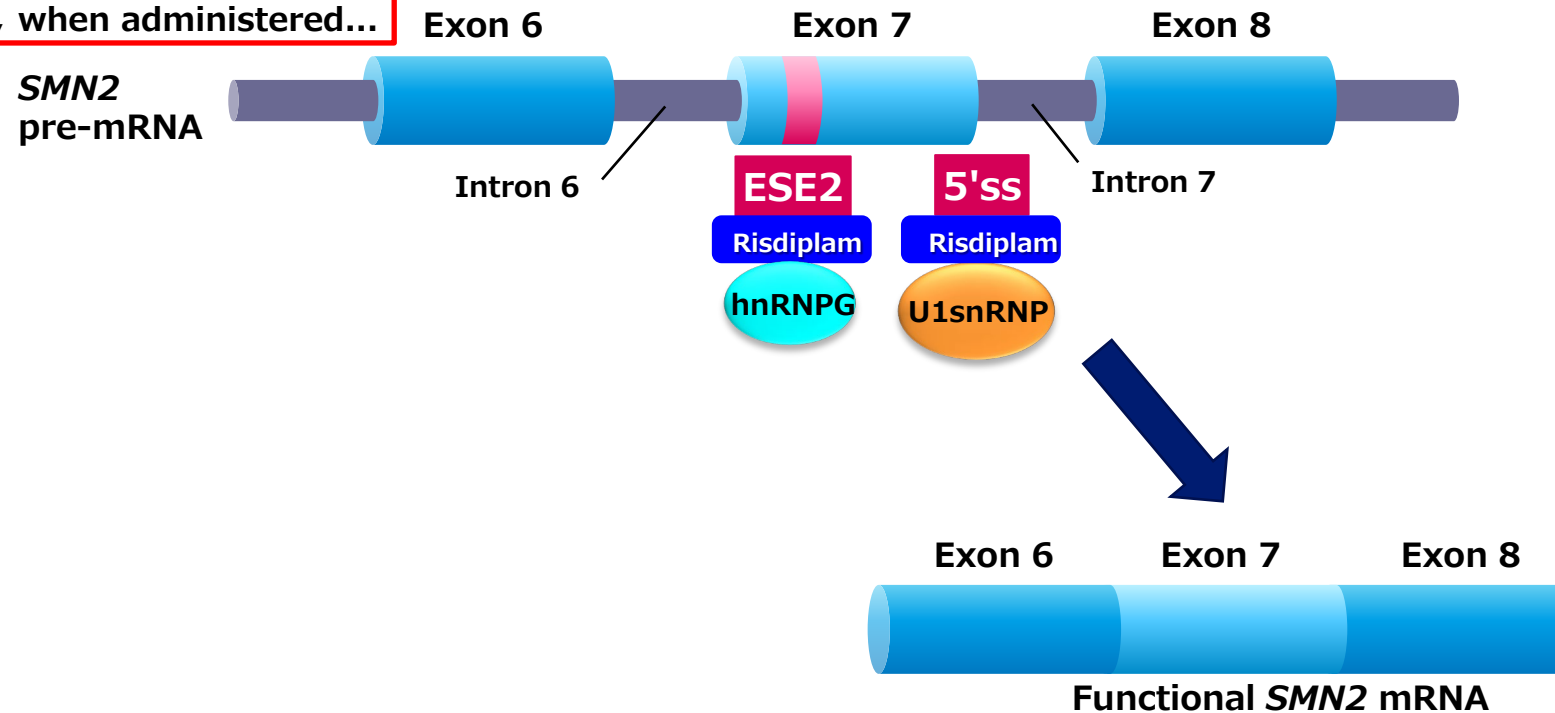 when administered...
Exon 6
Exon 7
Exon 8
SMN2
pre-mRNA
Intron 6
Intron 7
ESE2
5'ss
Risdiplam
Risdiplam
hnRNPG
U1snRNP
Exon 6
Exon 7
Exon 8
Functional SMN2 mRNA